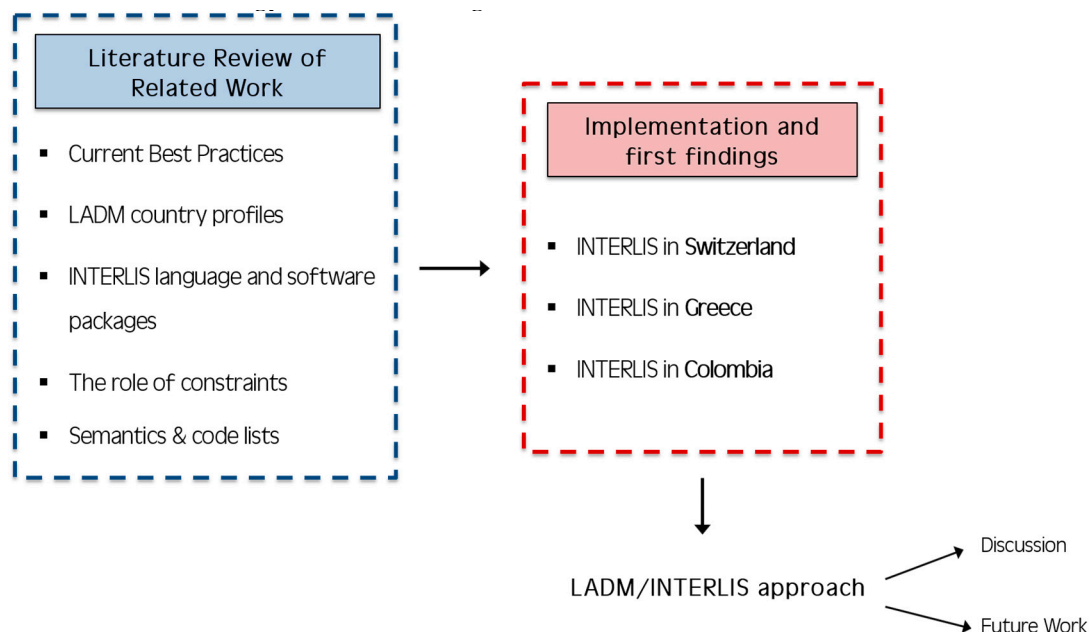 Literature Review of
Related Work
▪ Current Best Practices
▪ LADM country profiles
▪ INTERLIS language and software
packages
▪ The role of constraints
▪ Semantics & code lists
Implementation and
first findings
▪ INTERLIS in Switzerland
▪ INTERLIS in Greece
▪ INTERLIS in Colombia
LADM/INTERLIS approach
Discussion
Future Work